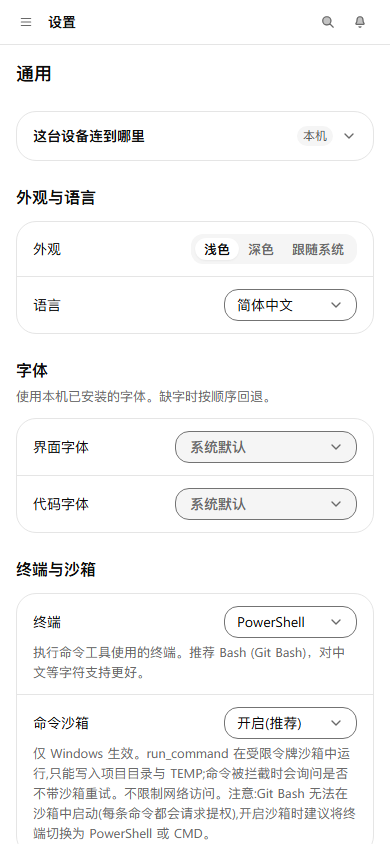 设置
通用
这台设备连到哪里 本机
外观与语言
外观 浅色 深色 跟随系统
语言 简体中文
字体
使用本机已安装的字体。缺字时按顺序回退。
界面字体 系统默认
代码字体 系统默认
终端与沙箱
终端 PowerShell
执行命令工具使用的终端。推荐 Bash (Git Bash)，对中
文等字符支持更好。
命令沙箱 开启(推荐)
仅 Windows 生效。run_command 在受限令牌沙箱中运
行,只能写入项目目录与 TEMP;命令被拦截时会询问是否
不带沙箱重试。不限制网络访问。注意:Git Bash 无法在
沙箱中启动(每条命令都会请求提权),开启沙箱时建议将终
端切换为 PowerShell 或 CMD。